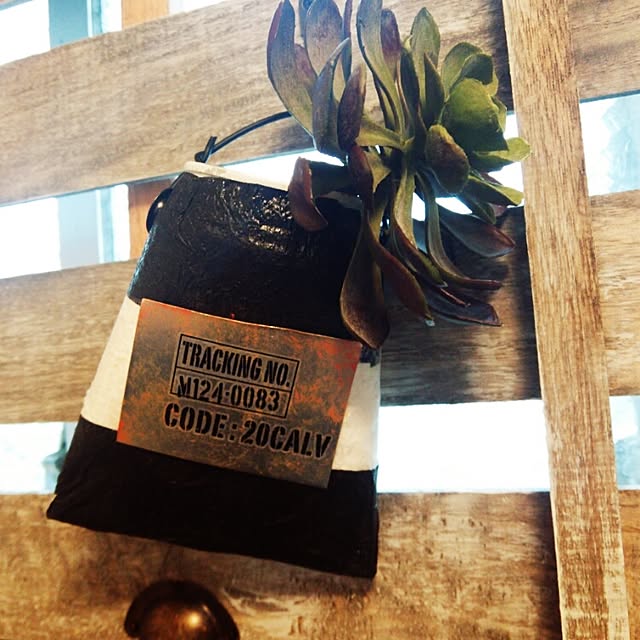 TRACKING NO.
M124-0083
CODE: 20CALV